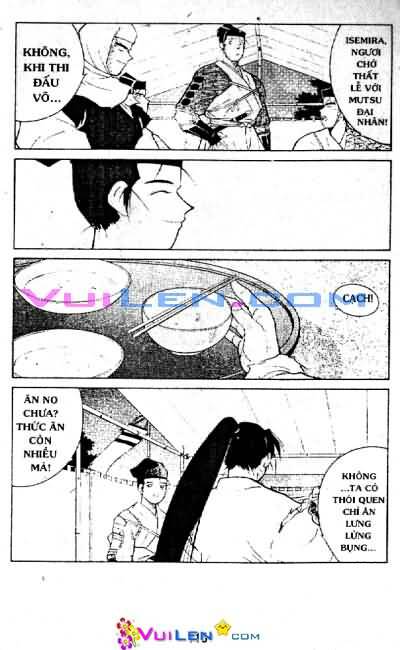 KHÔNG,
KHI THI
ĐẤU
VÕ...
ISEMIRA,
NGƯƠI
CHỚ
THẤT
LỄ VỚI
MUTSU
ĐẠI
NHÂN!
VUILEN.COM
CẠCH!
ĂN NO
CHƯA?
THỨC ĂN
CÒN
NHIỀU
MÀ!
KHÔNG
...TA CÓ
THÓI QUEN
CHỈ ĂN
LƯNG
LỬNG
BỤNG...
VUILEN.COM